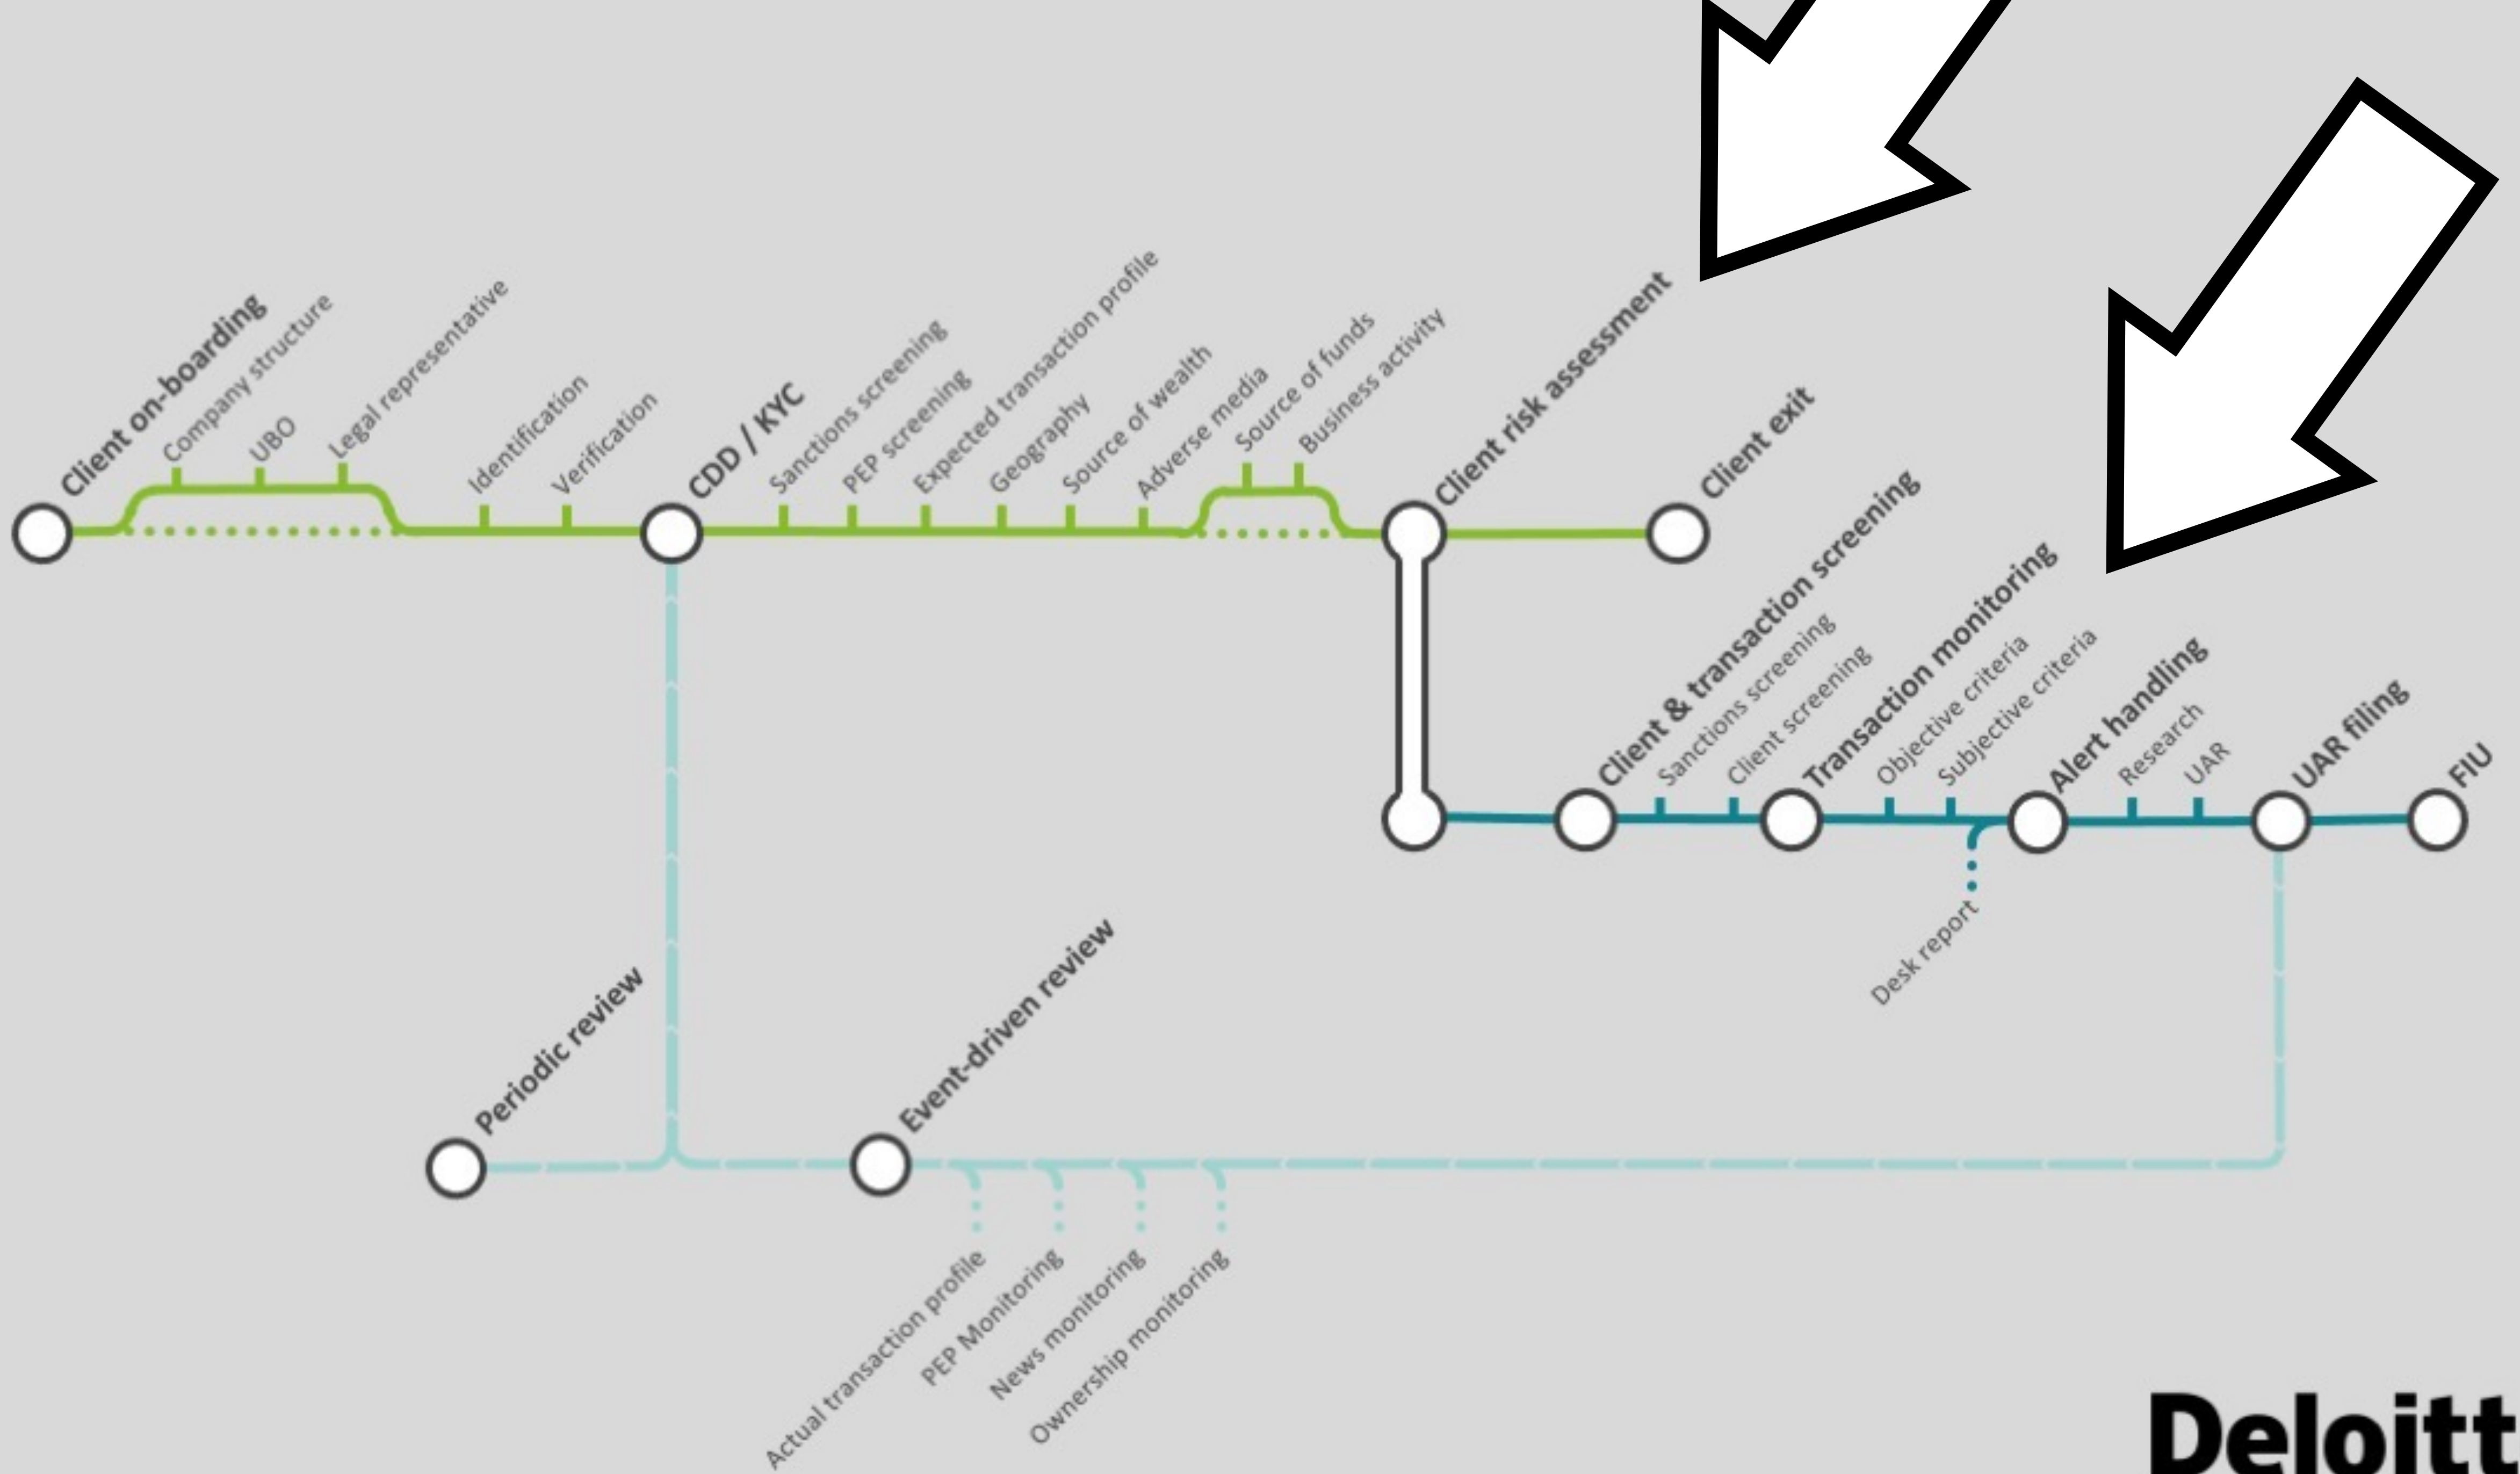 Client on-boarding
Company structure
UBO
Legal representative
Identification
Verification
CDD / KYC
Sanctions screening
PEP screening
Expected transaction profile
Geography
Source of wealth
Adverse media
Source of funds
Business activity
Client risk assessment
Client exit
Client & transaction screening
Sanctions screening
Client screening
Transaction monitoring
Objective criteria
Subjective criteria
Alert handling
Research
UAR
UAR filing
FIU
Desk report
Periodic review
Event-driven review
Actual transaction profile
PEP Monitoring
News monitoring
Ownership monitoring
Deloitt